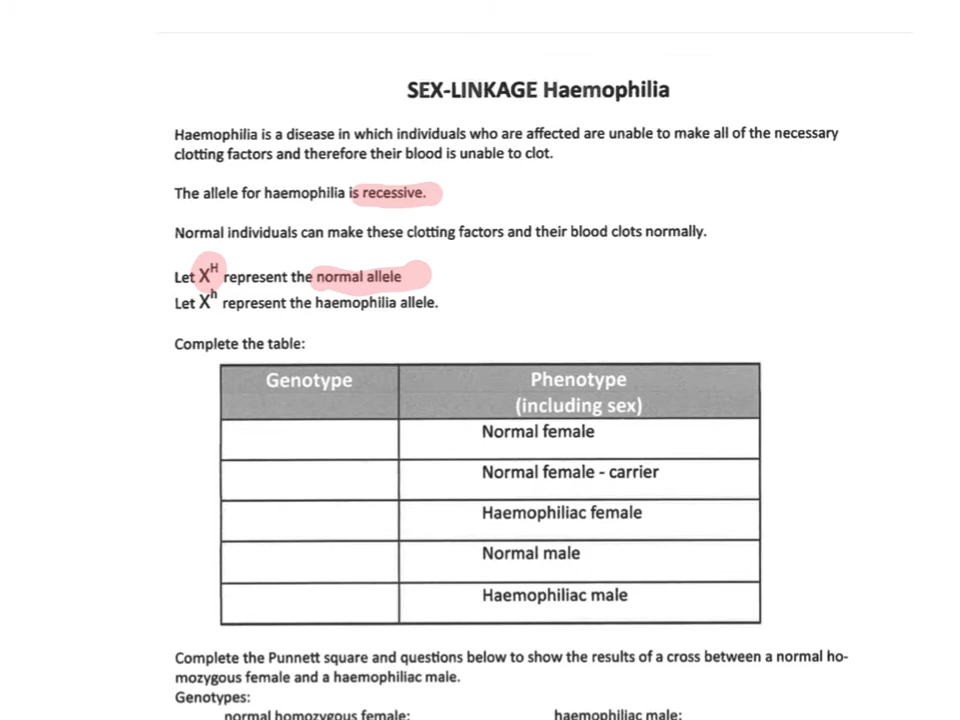 SEX-LINKAGE Haemophilia
Haemophilia is a disease in which individuals who are affected are unable to make all of the necessary
clotting factors and therefore their blood is unable to clot.
The allele for haemophilia is recessive.
Normal individuals can make these clotting factors and their blood clots normally.
Let X^H represent the normal allele
Let X^h represent the haemophilia allele.
Complete the table:
Genotype Phenotype
(including sex)
Normal female
Normal female - carrier
Haemophiliac female
Normal male
Haemophiliac male
Complete the Punnett square and questions below to show the results of a cross between a normal ho-
mozygous female and a haemophiliac male.
Genotypes:
normal homozygous female: haemophiliac male: